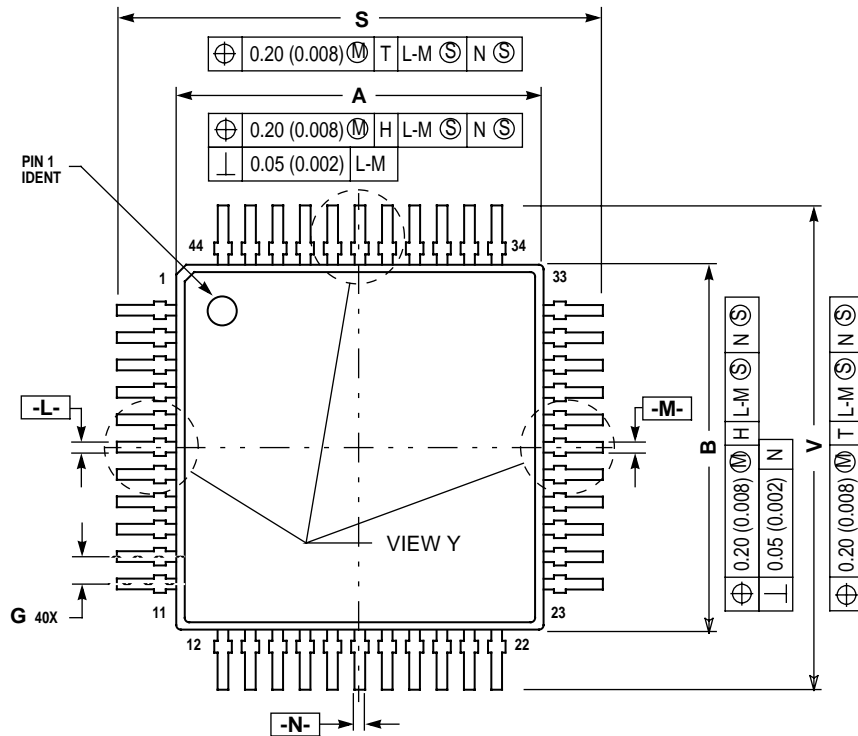 S
⌖ 0.20 (0.008) Ⓜ T L-M Ⓢ N Ⓢ
A
⌖ 0.20 (0.008) Ⓜ H L-M Ⓢ N Ⓢ
⊥ 0.05 (0.002) L-M
PIN 1
IDENT
44
34
1
33
-L-
-M-
B
⌖ 0.20 (0.008) Ⓜ H L-M Ⓢ N Ⓢ
⊥ 0.05 (0.002) N
V
⌖ 0.20 (0.008) Ⓜ T L-M Ⓢ N Ⓢ
VIEW Y
G 40X
11
23
12
22
-N-